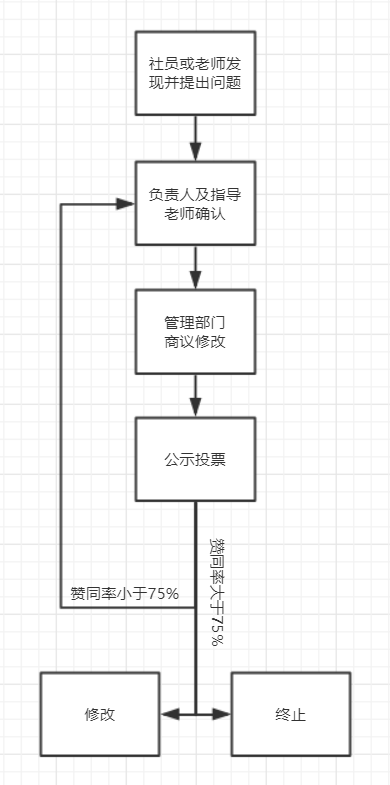 社员或老师发
现并提出问题
负责人及指导
老师确认
管理部门
商议修改
公示投票
赞同率大于75%
赞同率小于75%
修改
终止